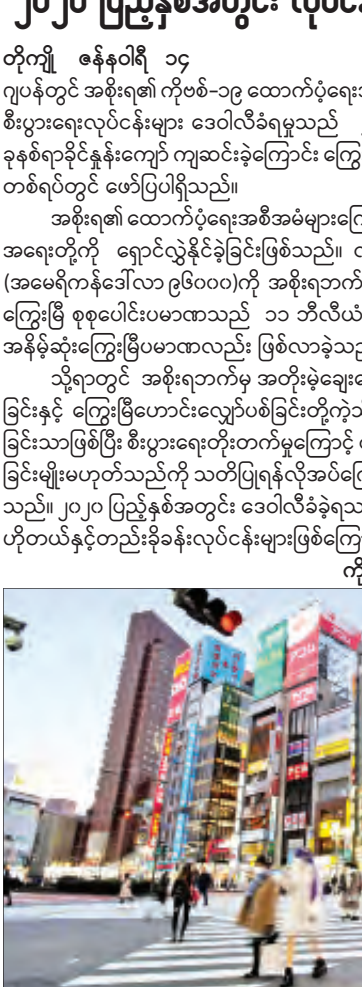 ၂၀၂၀ ပြည့်နှစ်အတွင်း
တိုကျို ဇန်နဝါရီ ၁၄
ဂျပန်တွင် အစိုးရ၏ ကိုဗစ်-၁၉ ထောက်ပံ့ရေး
စီးပွားရေးလုပ်ငန်းများ ဒေဝါလီခံရမှုသည်
ခုနစ်ရာခိုင်နှုန်းကျော် ကျဆင်းခဲ့ကြောင်း
တစ်ရပ်တွင် ဖော်ပြပါရှိသည်။
အစိုးရ၏ ထောက်ပံ့ရေးအစီအမံများ
အရေးတို့ကို ရှောင်လွှဲနိုင်ခဲ့ခြင်းဖြစ်သည်။
(အမေရိကန်ဒေါ်လာ ၉၆၀၀၀)ကို အစိုးရဘက်
ကြွေးမြီ စုစုပေါင်းပမာဏသည် ၁၁ ဘီလီယံ
အနိမ့်ဆုံးကြွေးမြီပမာဏလည်း ဖြစ်လာခဲ့သည်
သို့ရာတွင် အစိုးရဘက်မှ အတိုးမဲ့ချေး
ခြင်းနှင့် ကြွေးမြီဟောင်းလျှော်ပစ်ခြင်းတို့ကဲ့
ခြင်းသာဖြစ်ပြီး စီးပွားရေးတိုးတက်မှုကြောင့်
ခြင်းမျိုးမဟုတ်သည်ကို သတိပြုရန်လိုအပ်
သည်။ ၂၀၂၀ ပြည့်နှစ်အတွင်း ဒေဝါလီခံခဲ့ရ
ဟိုတယ်နှင့်တည်းခိုခန်းလုပ်ငန်းများဖြစ်